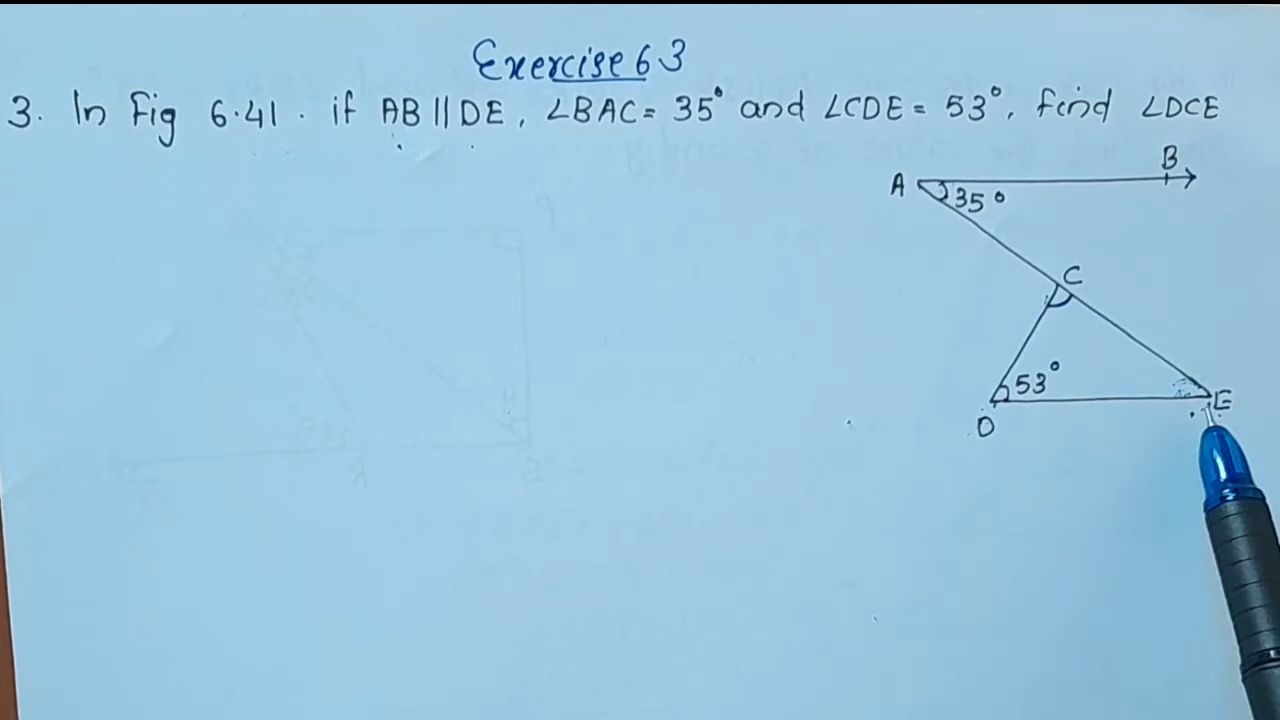 Exercise 6 3
3. In Fig 6.41. if AB || DE, ∠BAC = 35° and ∠CDE = 53°, find ∠DCE
B
A
35°
C
53°
E
D